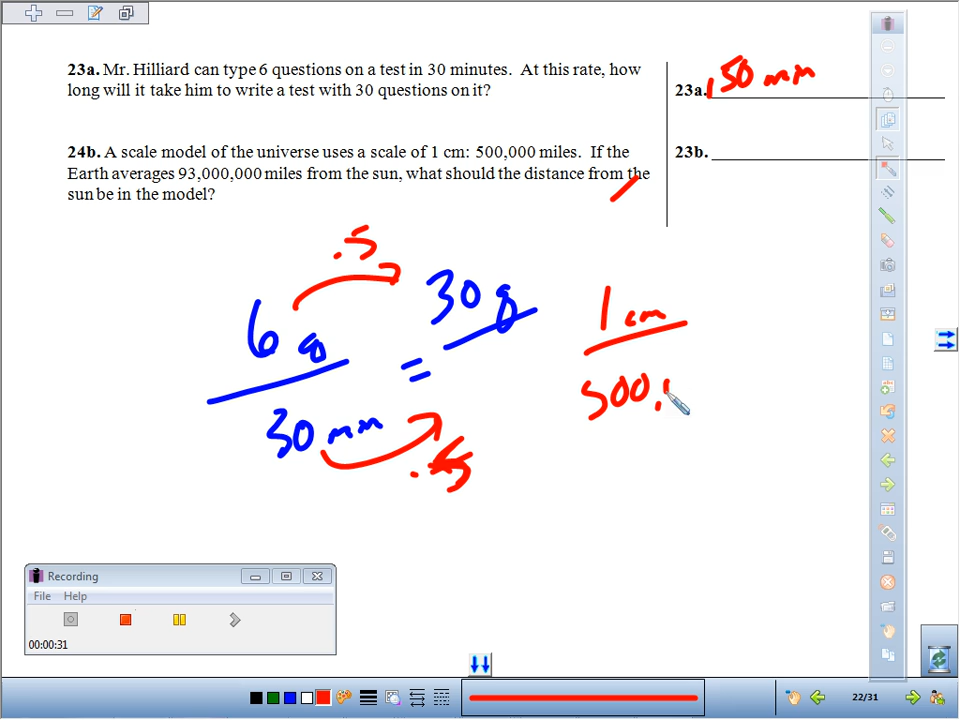 23a. Mr. Hilliard can type 6 questions on a test in 30 minutes. At this rate, how
long will it take him to write a test with 30 questions on it?
23a. 150 min
24b. A scale model of the universe uses a scale of 1 cm: 500,000 miles. If the
Earth averages 93,000,000 miles from the sun, what should the distance from the
sun be in the model?
23b.
.5
6 q
30 min
=
30 q
1 cm
500,
Recording
File Help
00:00:31
22/31